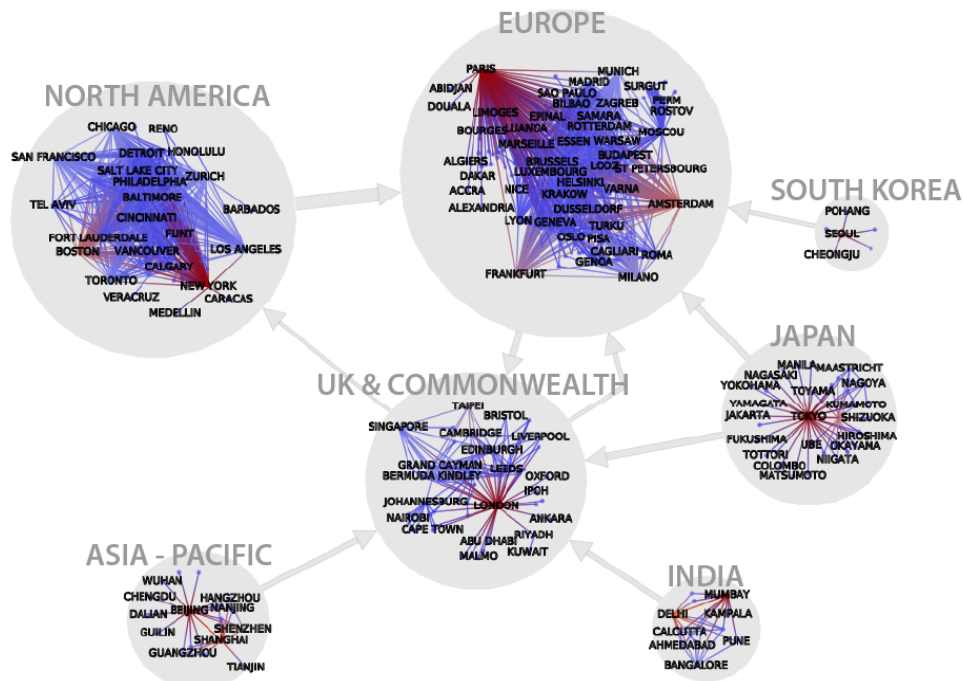 EUROPE
PARIS
MUNICH
MADRID
SURGUT
ABIDJAN
SAO PAULO
PERM
DOUALA
BILBAO
ZAGREB
ROSTOV
LIMOGES
EPINAL
SAMARA
BOURGES
LUANDA
ROTTERDAM
MOSCOU
MARSEILLE
ESSEN
WARSAW
ALGIERS
BRUSSELS
BUDAPEST
DAKAR
LUXEMBOURG
LODZ
ST PETERSBOURG
ACCRA
NICE
HELSINKI
VARNA
ALEXANDRIA
KRAKOW
AMSTERDAM
LYON
GENEVA
DUSSELDORF
TURKU
OSLO
PISA
CAGLIARI
ROMA
GENOA
FRANKFURT
MILANO
NORTH AMERICA
CHICAGO
RENO
SAN FRANCISCO
DETROIT
HONOLULU
SALT LAKE CITY
ZURICH
PHILADELPHIA
TEL AVIV
BALTIMORE
BARBADOS
CINCINNATI
FORT LAUDERDALE
FLINT
BOSTON
VANCOUVER
LOS ANGELES
CALGARY
TORONTO
NEW YORK
VERACRUZ
CARACAS
MEDELLIN
SOUTH KOREA
POHANG
SEOUL
CHEONGJU
JAPAN
MANILA
MAASTRICHT
NAGASAKI
NAGOYA
YOKOHAMA
TOYAMA
YAMAGATA
KUMAMOTO
JAKARTA
TOKYO
SHIZUOKA
FUKUSHIMA
HIROSHIMA
UBE
OKAYAMA
TOTTORI
NIIGATA
COLOMBO
MATSUMOTO
UK & COMMONWEALTH
TAIPEI
BRISTOL
SINGAPORE
CAMBRIDGE
LIVERPOOL
EDINBURGH
GRAND CAYMAN
LEEDS
BERMUDA KINDLEY
OXFORD
IPOH
JOHANNESBURG
LONDON
NAIROBI
ANKARA
CAPE TOWN
RIYADH
ABU DHABI
KUWAIT
MALMO
ASIA - PACIFIC
WUHAN
CHENGDU
HANGZHOU
DALIAN
BEIJING
NANJING
GUILIN
SHENZHEN
SHANGHAI
GUANGZHOU
TIANJIN
INDIA
MUMBAY
DELHI
KAMPALA
CALCUTTA
AHMEDABAD
PUNE
BANGALORE